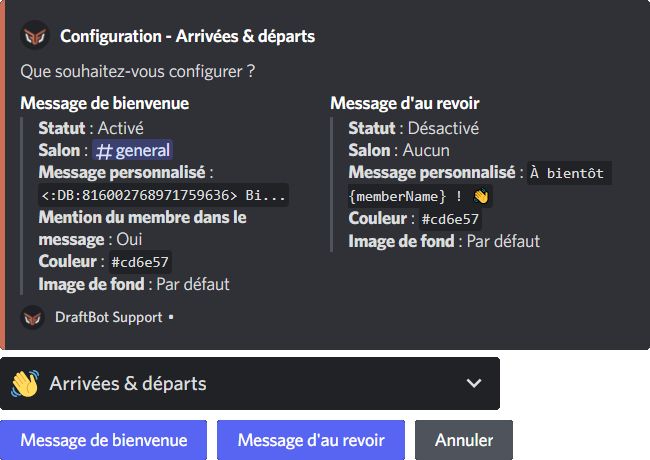 Configuration - Arrivées & départs
Que souhaitez-vous configurer ?
Message de bienvenue
Statut : Activé
Salon : #general
Message personnalisé :
<:DB:816002768971759636> Bi...
Mention du membre dans le
message : Oui
Couleur : #cd6e57
Image de fond : Par défaut
Message d'au revoir
Statut : Désactivé
Salon : Aucun
Message personnalisé : À bientôt
{memberName} ! 👋
Couleur : #cd6e57
Image de fond : Par défaut
DraftBot Support •
👋 Arrivées & départs
Message de bienvenue
Message d'au revoir
Annuler